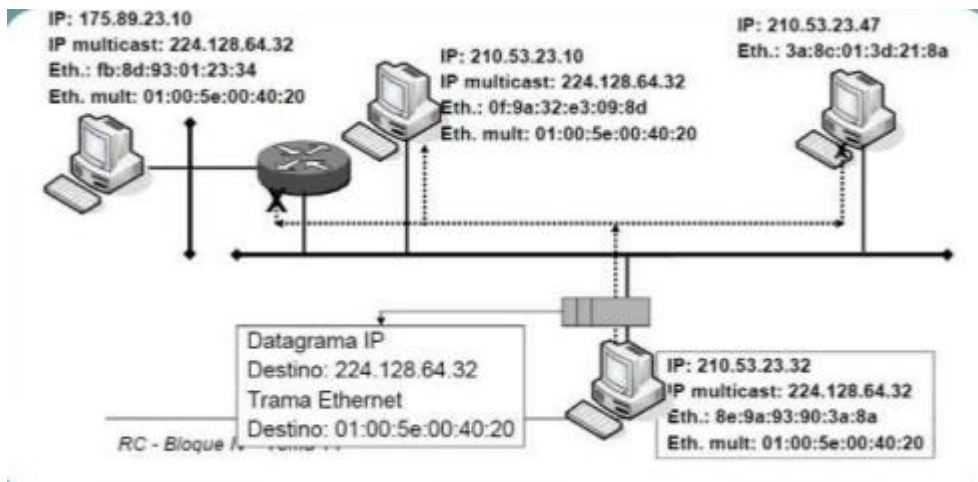 IP: 175.89.23.10
IP multicast: 224.128.64.32
Eth.: fb:8d:93:01:23:34
Eth. mult: 01:00:5e:00:40:20
IP: 210.53.23.10
IP multicast: 224.128.64.32
Eth.: 0f:9a:32:e3:09:8d
Eth. mult: 01:00:5e:00:40:20
IP: 210.53.23.47
Eth.: 3a:8c:01:3d:21:8a
Datagrama IP
Destino: 224.128.64.32
Trama Ethernet
Destino: 01:00:5e:00:40:20
IP: 210.53.23.32
IP multicast: 224.128.64.32
Eth.: 8e:9a:93:90:3a:8a
Eth. mult: 01:00:5e:00:40:20
RC - Bloque